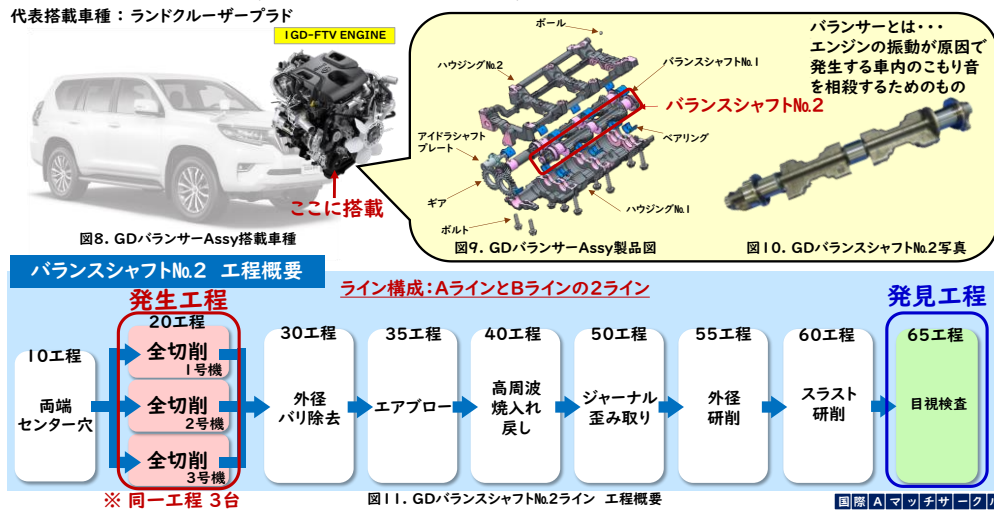 代表搭載車種：ランドクルーザープラド
1GD-FTV ENGINE
ここに搭載
図8．GDバランサーAssy搭載車種
ボール
ハウジング№2
バランスシャフト№1
バランスシャフト№2
アイドラシャフト
プレート
ベアリング
ギア
ハウジング№1
ボルト
図9．GDバランサーAssy製品図
バランサーとは・・・
エンジンの振動が原因で
発生する車内のこもり音
を相殺するためのもの
図10．GDバランスシャフト№2写真
バランスシャフト№2　工程概要
ライン構成：AラインとBラインの2ライン
発生工程
発見工程
10工程
両端
センター穴
20工程
全切削
1号機
全切削
2号機
全切削
3号機
※ 同一工程 3台
30工程
外径
バリ除去
35工程
エアブロー
40工程
高周波
焼入れ
戻し
50工程
ジャーナル
歪み取り
55工程
外径
研削
60工程
スラスト
研削
65工程
目視検査
図11．GDバランスシャフト№2ライン　工程概要
国際Aマッチサークル